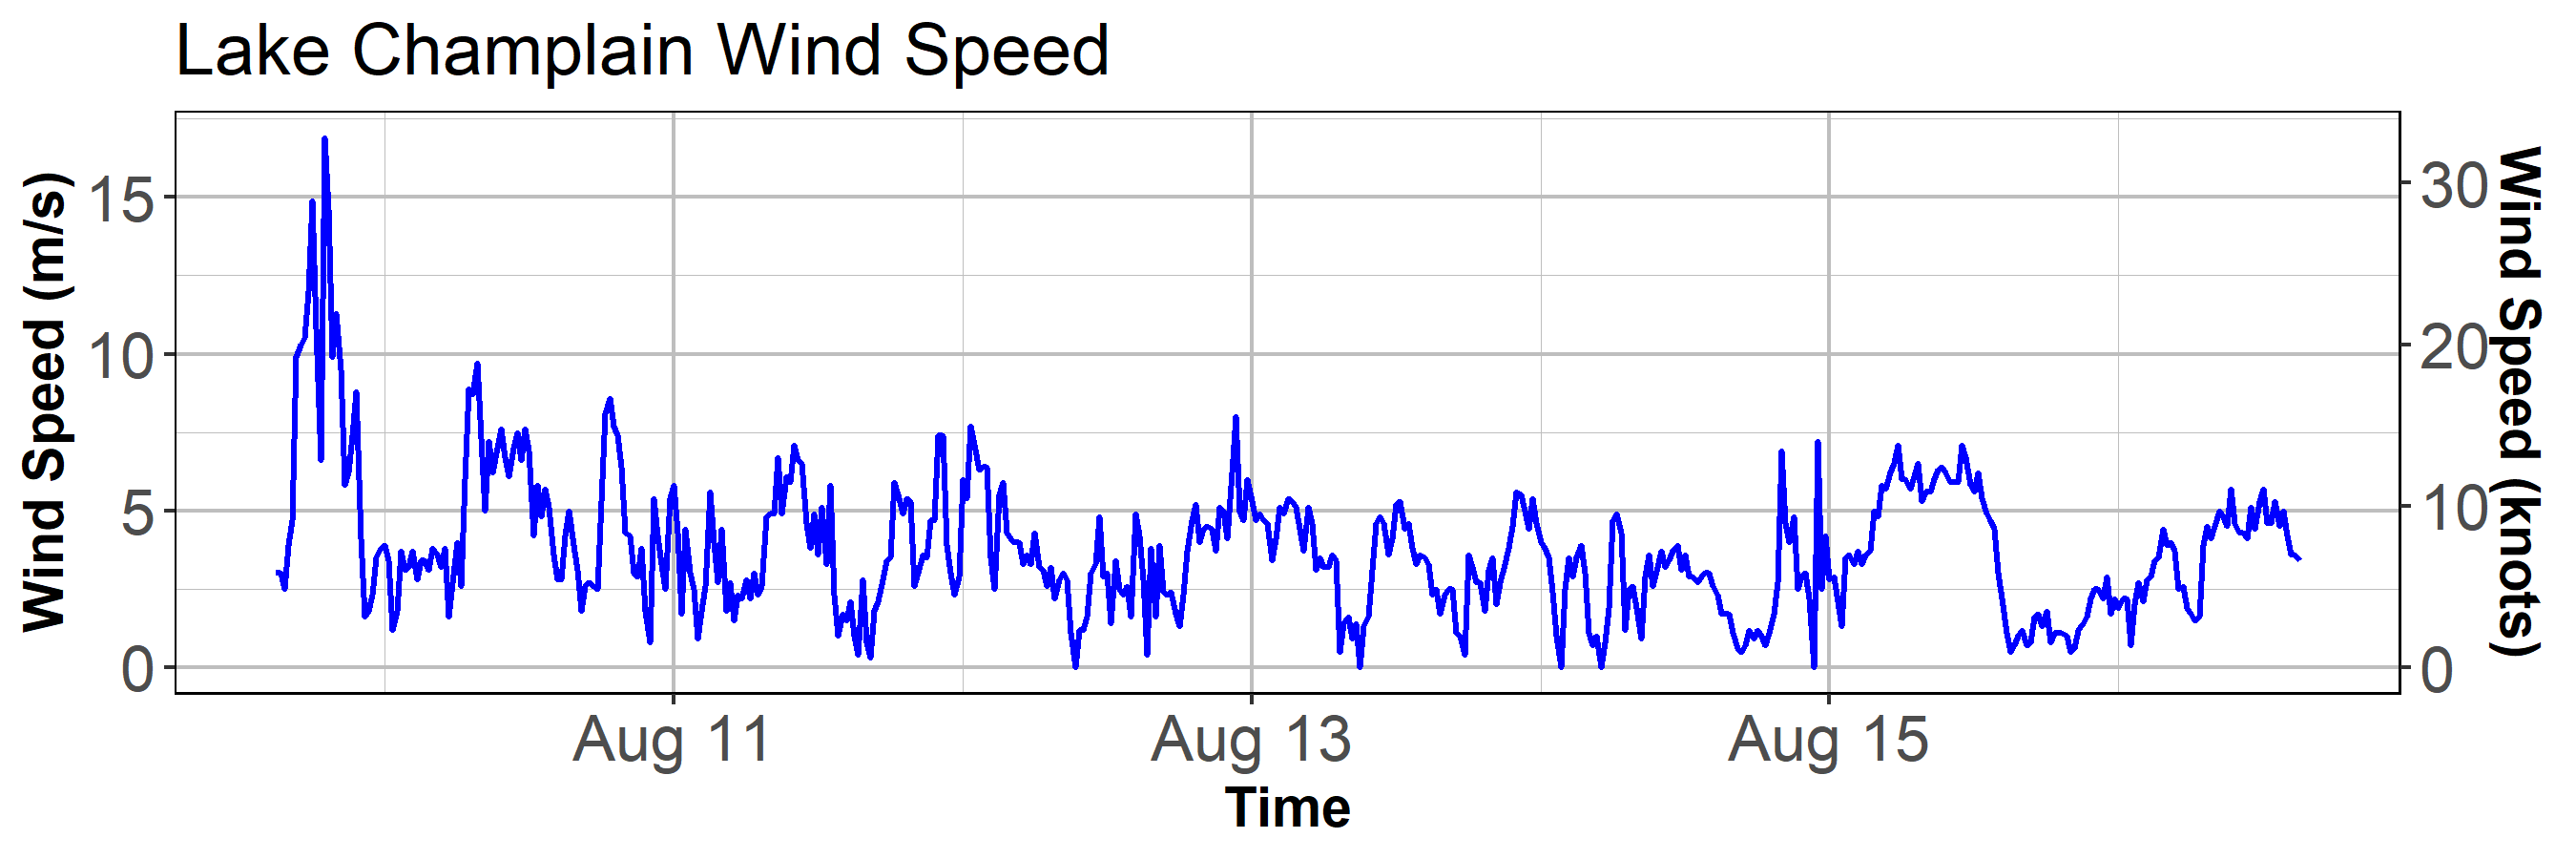 Lake Champlain Wind Speed
Wind Speed (m/s)
15
10
5
0
30
20
10
0
Wind Speed (knots)
Aug 11
Aug 13
Aug 15
Time